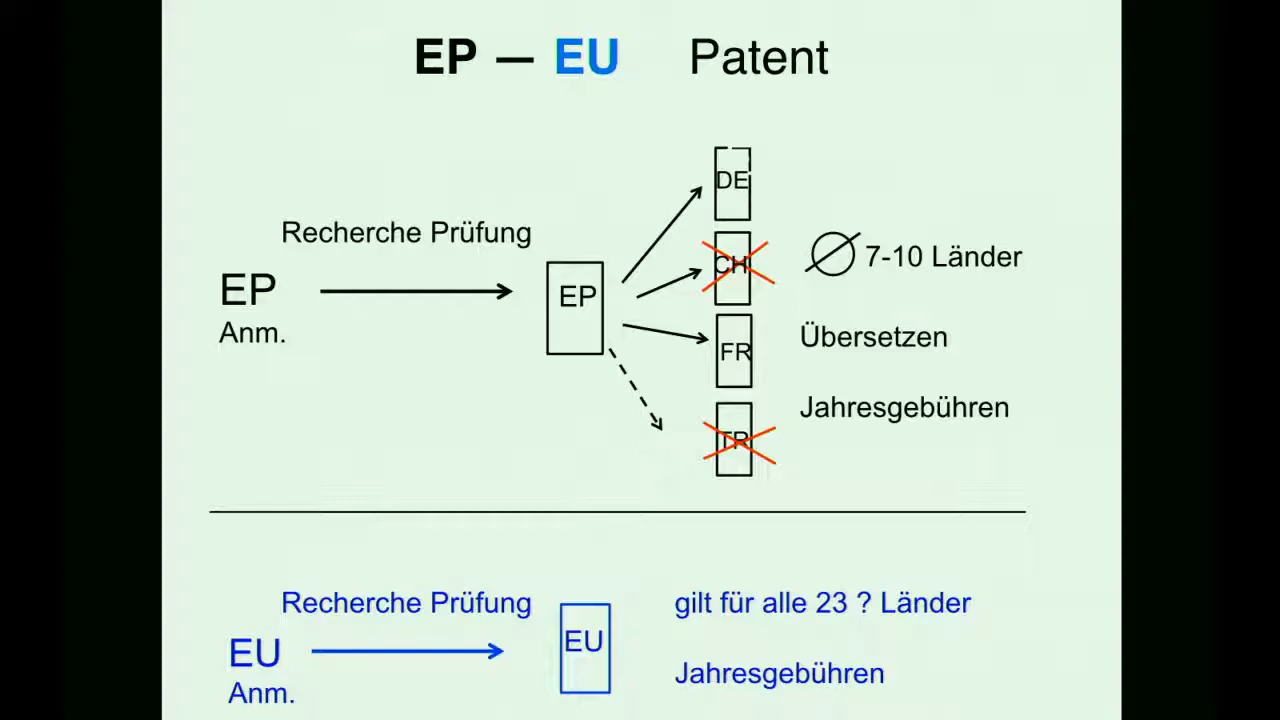 EP — EU Patent
DE
Recherche Prüfung
CH
7-10 Länder
EP
EP
Anm.
Übersetzen
FR
Jahresgebühren
TR
Recherche Prüfung
gilt für alle 23 ? Länder
EU
EU
Jahresgebühren
Anm.